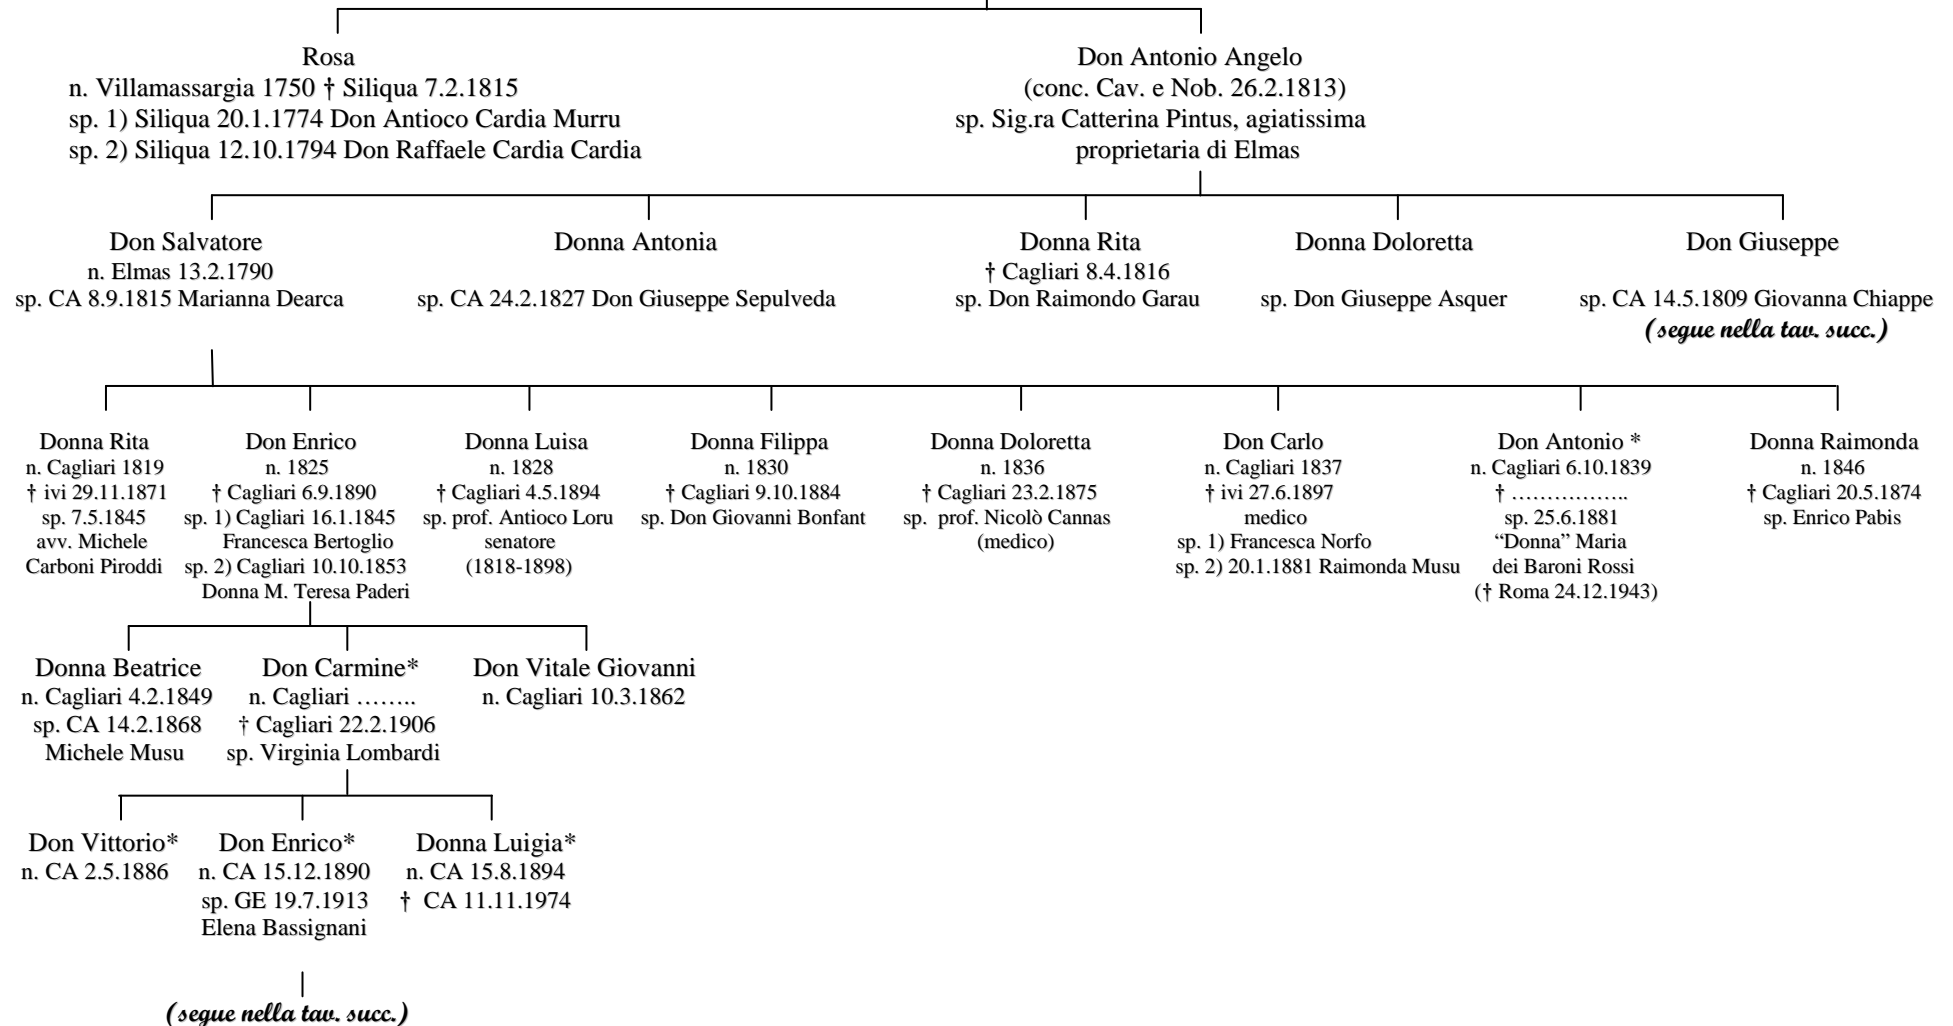 Rosa
n. Villamassargia 1750 † Siliqua 7.2.1815
sp. 1) Siliqua 20.1.1774 Don Antioco Cardia Murru
sp. 2) Siliqua 12.10.1794 Don Raffaele Cardia Cardia
Don Antonio Angelo
(conc. Cav. e Nob. 26.2.1813)
sp. Sig.ra Catterina Pintus, agiatissima
proprietaria di Elmas
Don Salvatore
n. Elmas 13.2.1790
sp. CA 8.9.1815 Marianna Dearca
Donna Antonia
sp. CA 24.2.1827 Don Giuseppe Sepulveda
Donna Rita
† Cagliari 8.4.1816
sp. Don Raimondo Garau
Donna Doloretta
sp. Don Giuseppe Asquer
Don Giuseppe
sp. CA 14.5.1809 Giovanna Chiappe
(segue nella tav. succ.)
Donna Rita
n. Cagliari 1819
† ivi 29.11.1871
sp. 7.5.1845
avv. Michele
Carboni Piroddi
Don Enrico
n. 1825
† Cagliari 6.9.1890
sp. 1) Cagliari 16.1.1845
Francesca Bertoglio
sp. 2) Cagliari 10.10.1853
Donna M. Teresa Paderi
Donna Luisa
n. 1828
† Cagliari 4.5.1894
sp. prof. Antioco Loru
senatore
(1818-1898)
Donna Filippa
n. 1830
† Cagliari 9.10.1884
sp. Don Giovanni Bonfant
Donna Doloretta
n. 1836
† Cagliari 23.2.1875
sp. prof. Nicolò Cannas
(medico)
Don Carlo
n. Cagliari 1837
† ivi 27.6.1897
medico
sp. 1) Francesca Norfo
sp. 2) 20.1.1881 Raimonda Musu
Don Antonio *
n. Cagliari 6.10.1839
† ……………..
sp. 25.6.1881
“Donna” Maria
dei Baroni Rossi
(† Roma 24.12.1943)
Donna Raimonda
n. 1846
† Cagliari 20.5.1874
sp. Enrico Pabis
Donna Beatrice
n. Cagliari 4.2.1849
sp. CA 14.2.1868
Michele Musu
Don Carmine*
n. Cagliari ……..
† Cagliari 22.2.1906
sp. Virginia Lombardi
Don Vitale Giovanni
n. Cagliari 10.3.1862
Don Vittorio*
n. CA 2.5.1886
Don Enrico*
n. CA 15.12.1890
sp. GE 19.7.1913
Elena Bassignani
Donna Luigia*
n. CA 15.8.1894
† CA 11.11.1974
(segue nella tav. succ.)